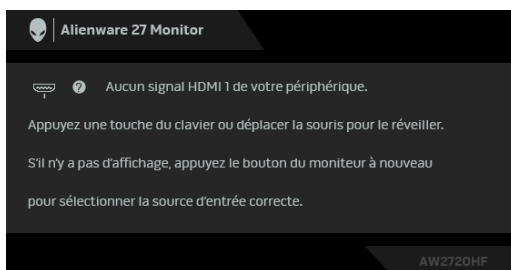 Alienware 27 Monitor
Aucun signal HDMI 1 de votre périphérique.
Appuyez une touche du clavier ou déplacer la souris pour le réveiller.
S'il n'y a pas d'affichage, appuyez le bouton du moniteur à nouveau
pour sélectionner la source d'entrée correcte.
AW2720HF